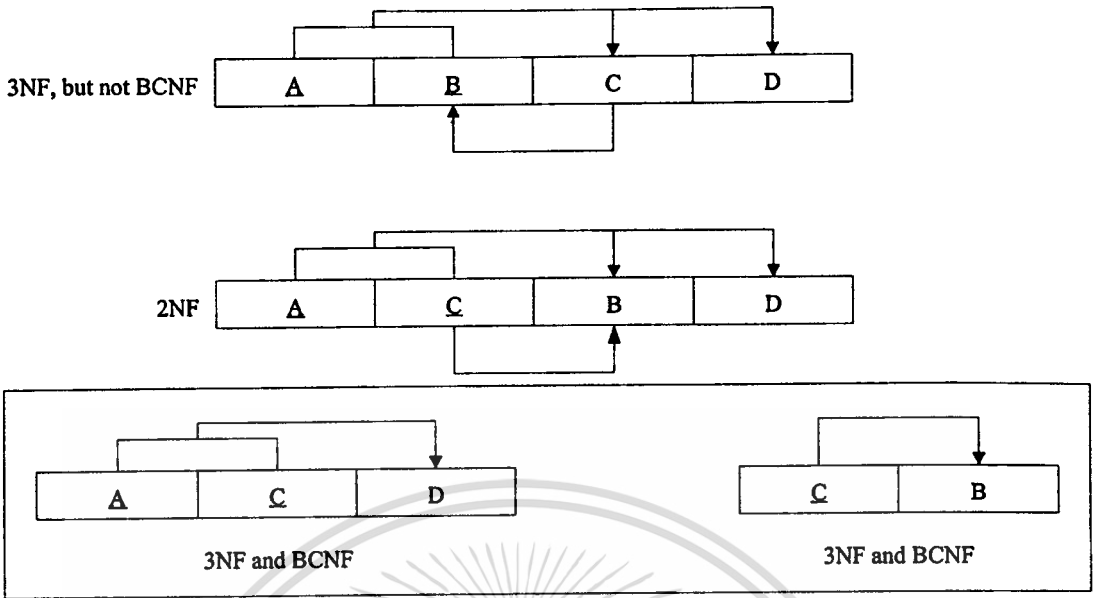 3NF, but not BCNF
A B C D
2NF
A C B D
A C D
C B
3NF and BCNF
3NF and BCNF